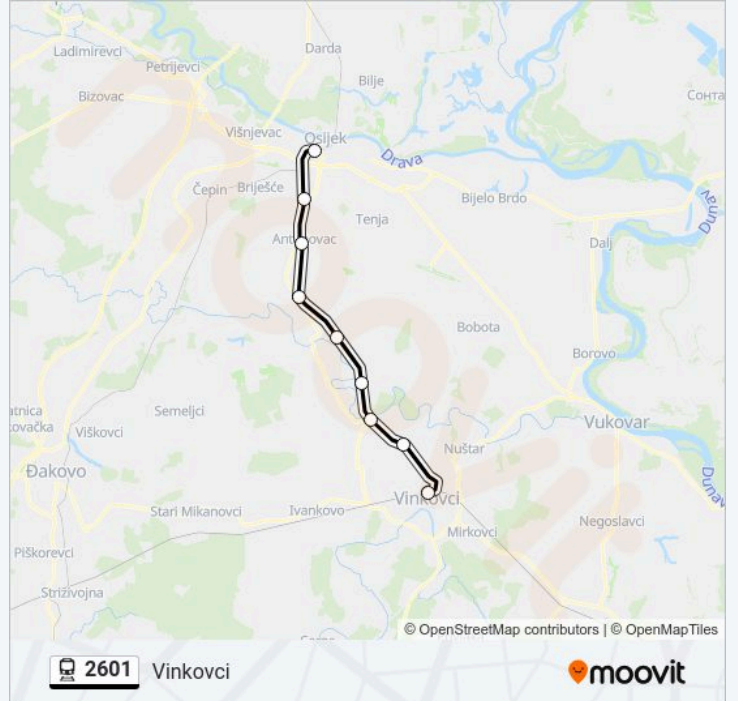 Ladimirevci
Darda
Petrijevci
Bilje
Bizovac
Сонта
Višnjevac
Osijek
Drava
Čepin
Briješće
Bijelo Brdo
Dunav
Tenja
Dalj
Bobota
Borovo
Semeljci
Viškovci
Vukovar
Nuštar
Đakovo
Dunav
Vinkovci
Stari Mikanovci
Ivankovo
Negoslavci
Mirkovci
Piškorevci
Strizivojna
© OpenStreetMap contributors | © OpenMapTiles
2601 Vinkovci
moovit